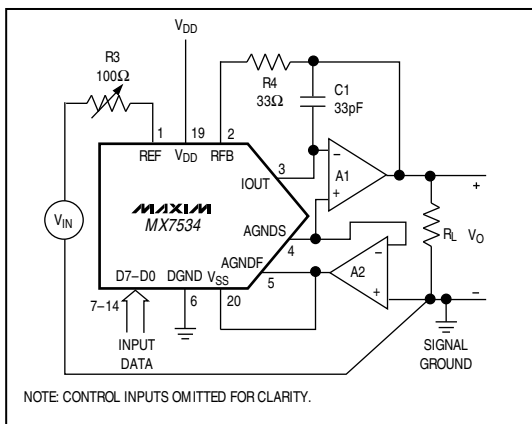 VDD
R3
100Ω
R4
33Ω
C1
33pF
1
19
2
REF
VDD
RFB
3
IOUT
A1
−
+
+
VIN
MAXIM
MX7534
AGNDS
4
RL
VO
AGNDF
5
A2
−
+
−
D7–D0
DGND
VSS
7–14
6
20
INPUT
DATA
SIGNAL
GROUND
NOTE: CONTROL INPUTS OMITTED FOR CLARITY.